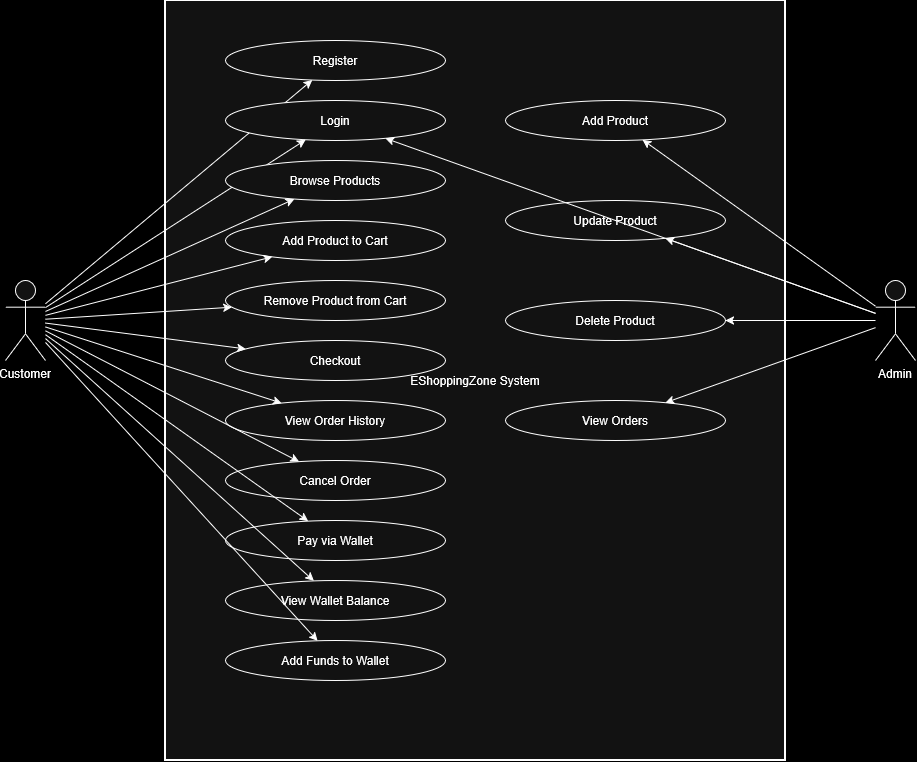 Register
Login
Add Product
Browse Products
Update Product
Add Product to Cart
Remove Product from Cart
Delete Product
Checkout
Customer
Admin
EShoppingZone System
View Order History
View Orders
Cancel Order
Pay via Wallet
View Wallet Balance
Add Funds to Wallet